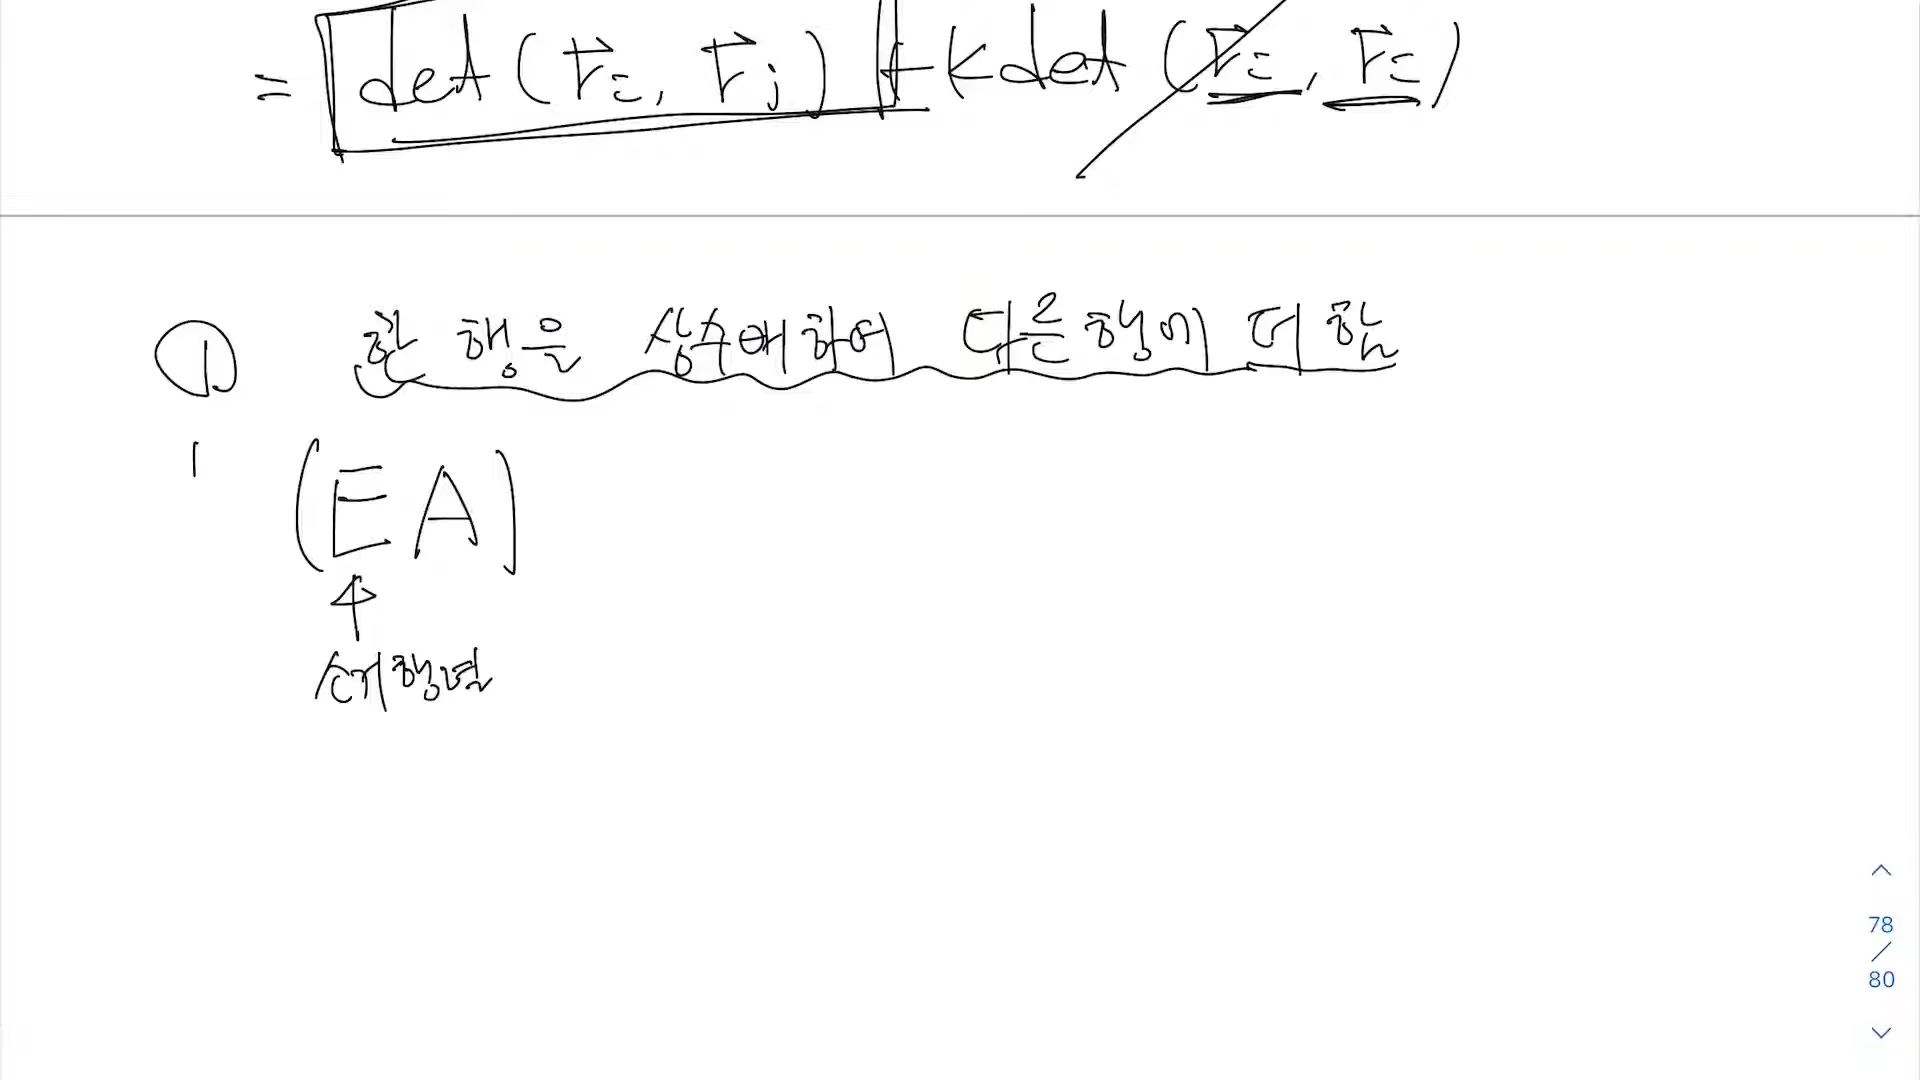 = det(r⃗i, r⃗j) + k det(r⃗i, r⃗i)
① 한 행을 상수배하여 다른행에 더함
(EA)
↑
소거행렬
78
/
80